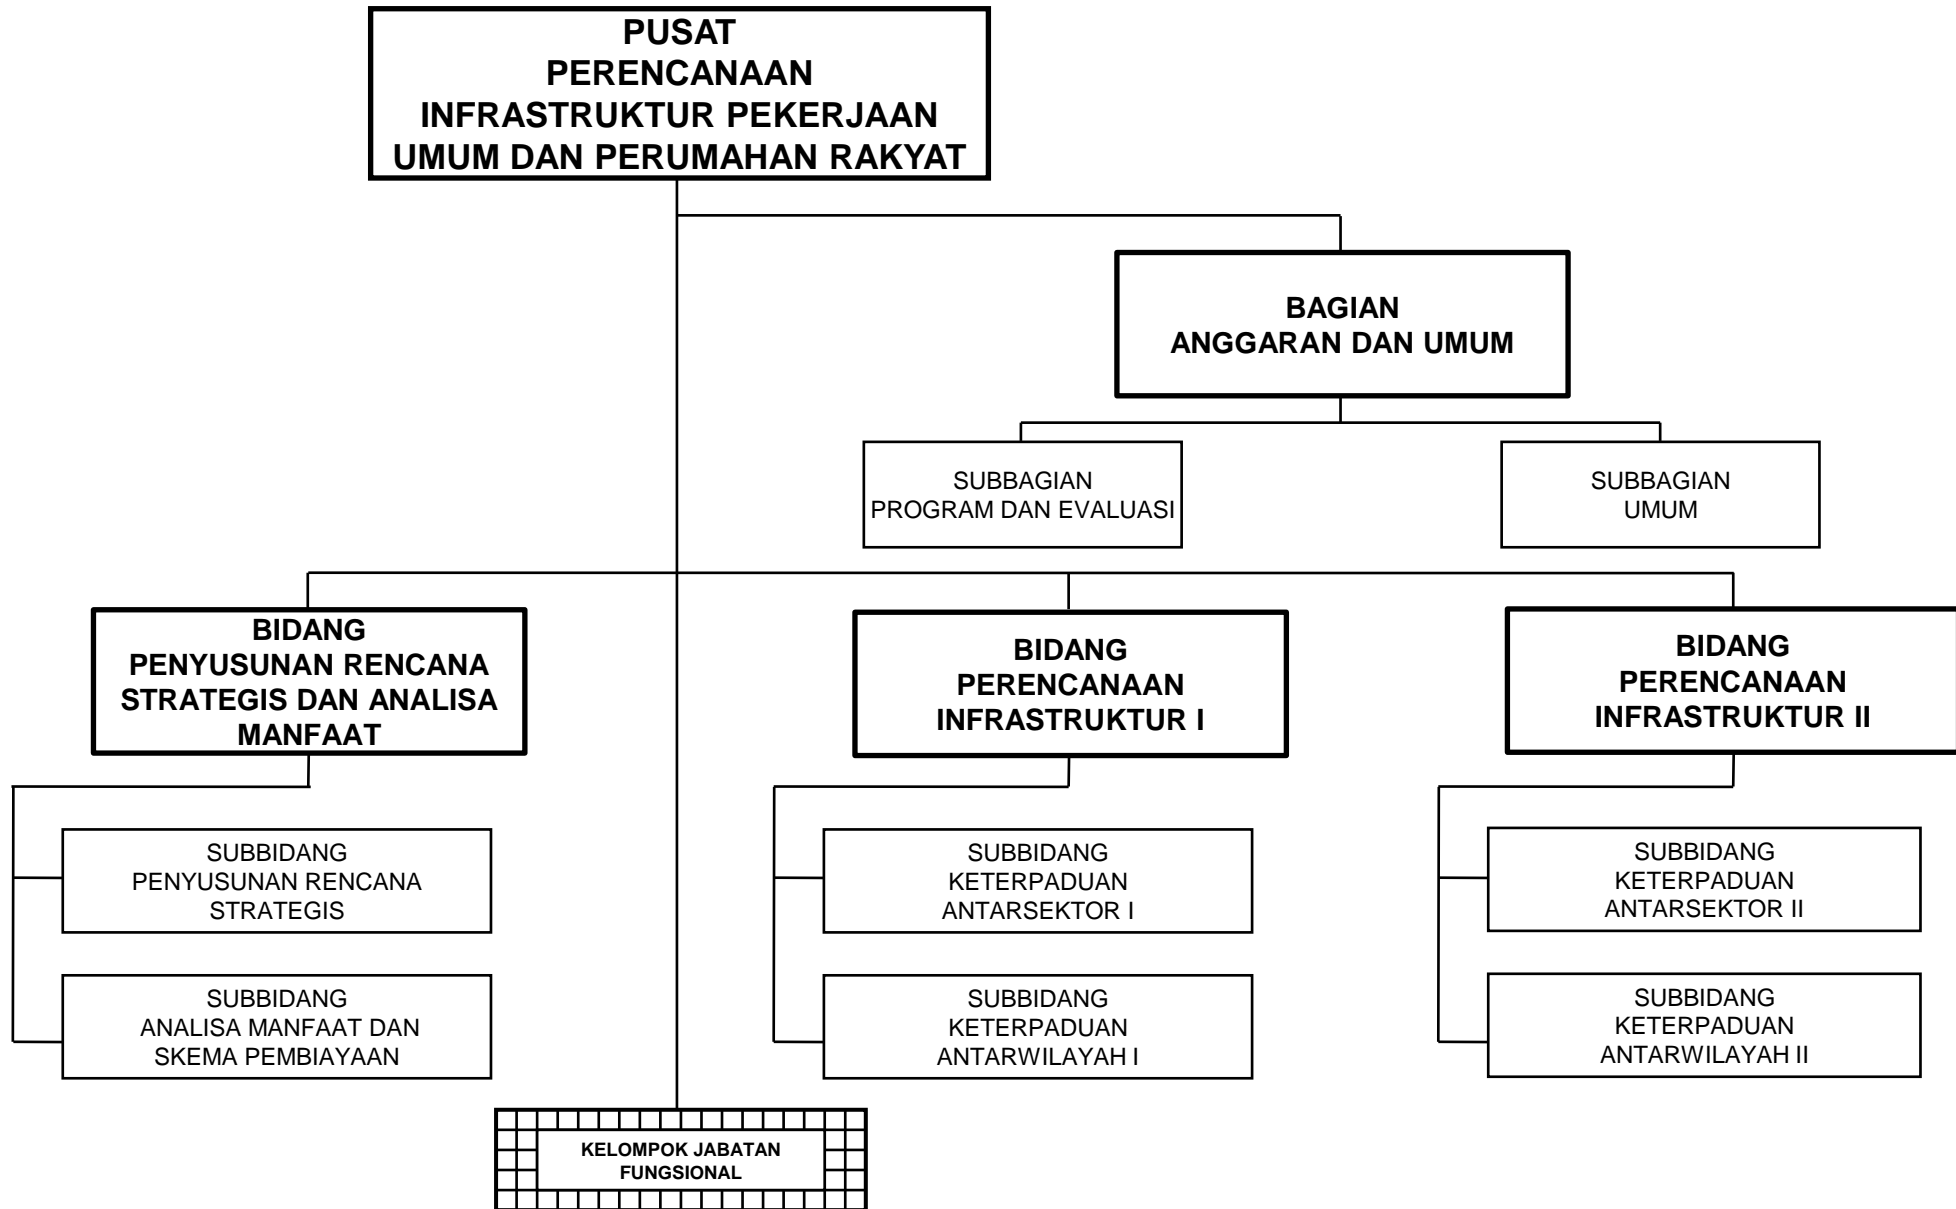 PUSAT
PERENCANAAN
INFRASTRUKTUR PEKERJAAN
UMUM DAN PERUMAHAN RAKYAT
BAGIAN
ANGGARAN DAN UMUM
SUBBAGIAN
PROGRAM DAN EVALUASI
SUBBAGIAN
UMUM
BIDANG
PENYUSUNAN RENCANA
STRATEGIS DAN ANALISA
MANFAAT
BIDANG
PERENCANAAN
INFRASTRUKTUR I
BIDANG
PERENCANAAN
INFRASTRUKTUR II
SUBBIDANG
PENYUSUNAN RENCANA
STRATEGIS
SUBBIDANG
KETERPADUAN
ANTARSEKTOR I
SUBBIDANG
KETERPADUAN
ANTARSEKTOR II
SUBBIDANG
ANALISA MANFAAT DAN
SKEMA PEMBIAYAAN
SUBBIDANG
KETERPADUAN
ANTARWILAYAH I
SUBBIDANG
KETERPADUAN
ANTARWILAYAH II
KELOMPOK JABATAN
FUNGSIONAL